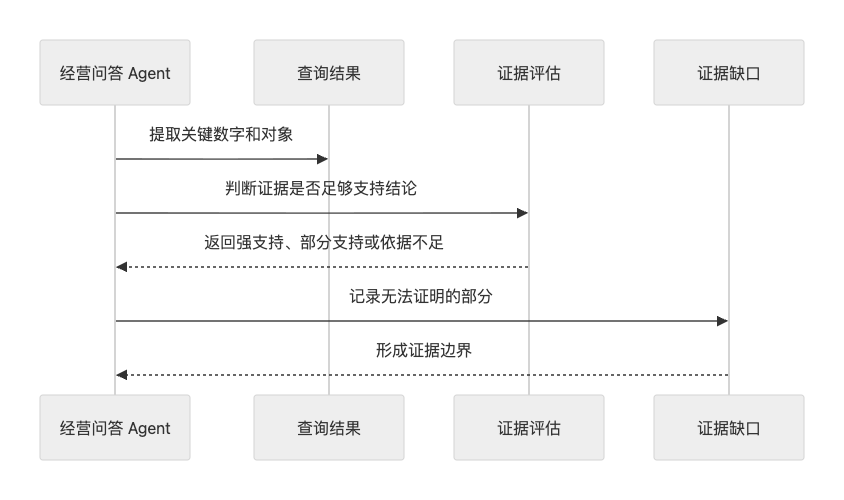 经营问答 Agent
查询结果
证据评估
证据缺口
提取关键数字和对象
判断证据是否足够支持结论
返回强支持、部分支持或依据不足
记录无法证明的部分
形成证据边界
经营问答 Agent
查询结果
证据评估
证据缺口